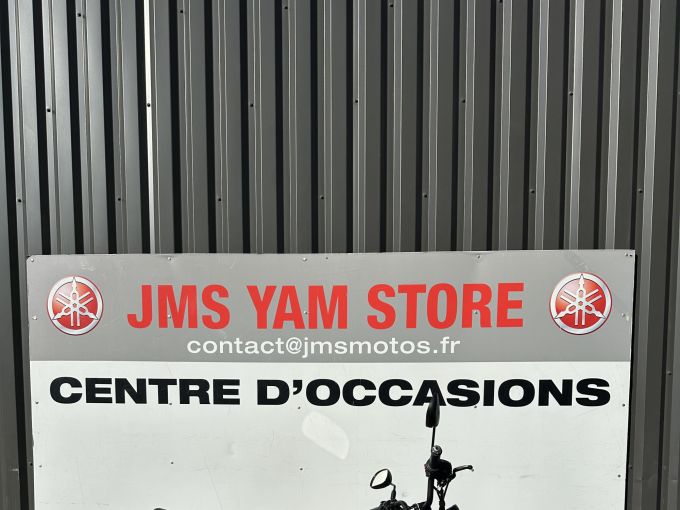 JMS YAM STORE
contact@jmsmotos.fr
CENTRE D'OCCASIONS